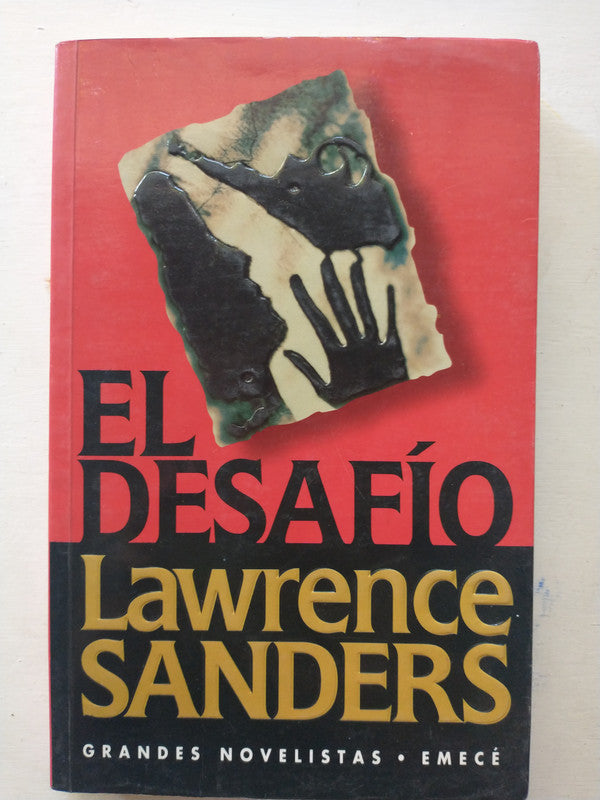 EL
DESAFÍO
Lawrence
SANDERS
GRANDES NOVELISTAS • EMECÉ